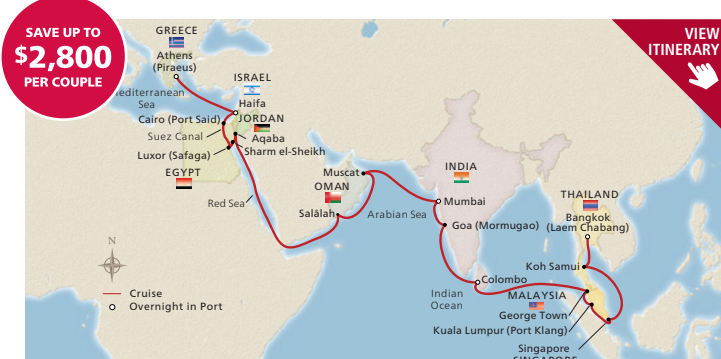 SAVE UP TO
$2,800
PER COUPLE
VIEW
ITINERARY
GREECE
Athens
(Piraeus)
Mediterranean
Sea
ISRAEL
Haifa
Cairo (Port Said)
JORDAN
Suez Canal
Aqaba
Luxor (Safaga)
Sharm el-Sheikh
EGYPT
Red Sea
Muscat
OMAN
Salālah
Arabian Sea
INDIA
Mumbai
Goa (Mormugao)
THAILAND
Bangkok
(Laem Chabang)
Koh Samui
Colombo
Indian
Ocean
MALAYSIA
George Town
Kuala Lumpur (Port Klang)
Singapore
SINGAPORE
N
Cruise
Overnight in Port